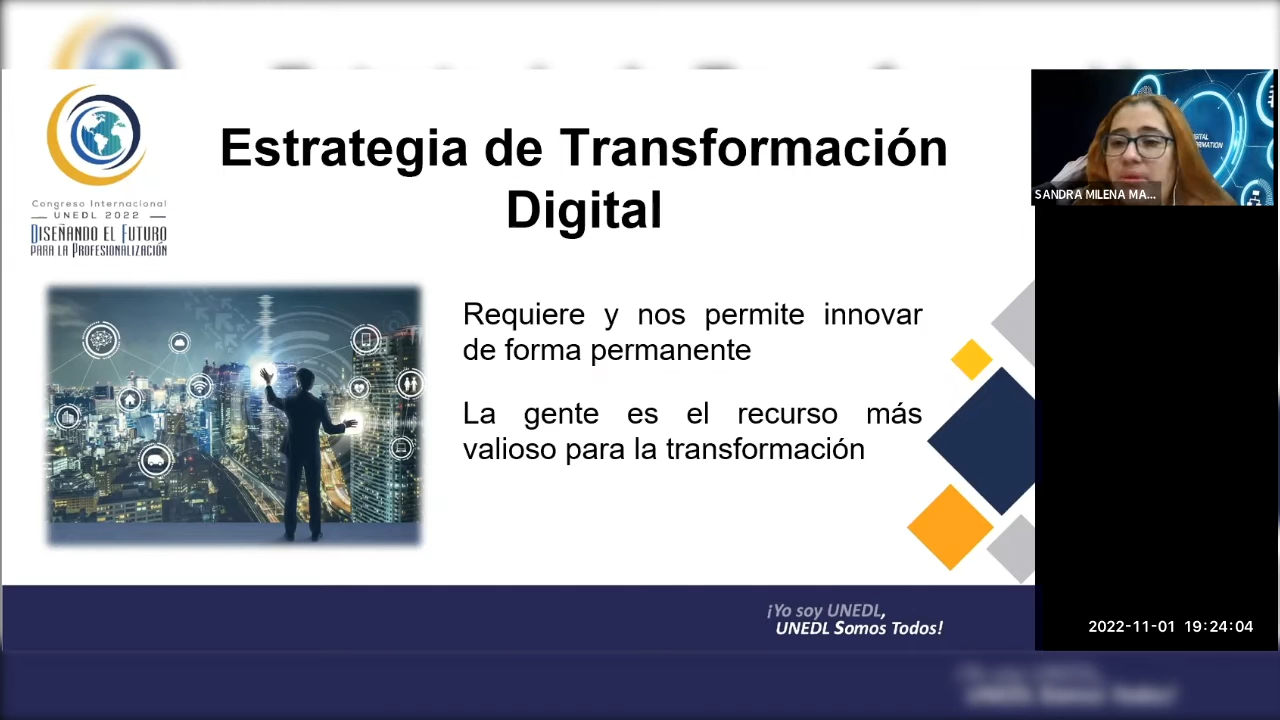 Estrategia de Transformación
Digital
Congreso Internacional
UNEDL 2022
DISEÑANDO EL FUTURO
PARA LA PROFESIONALIZACIÓN
Requiere y nos permite innovar
de forma permanente
La gente es el recurso más
valioso para la transformación
¡Yo soy UNEDL,
UNEDL Somos Todos!
SANDRA MILENA MA...
2022-11-01 19:24:04